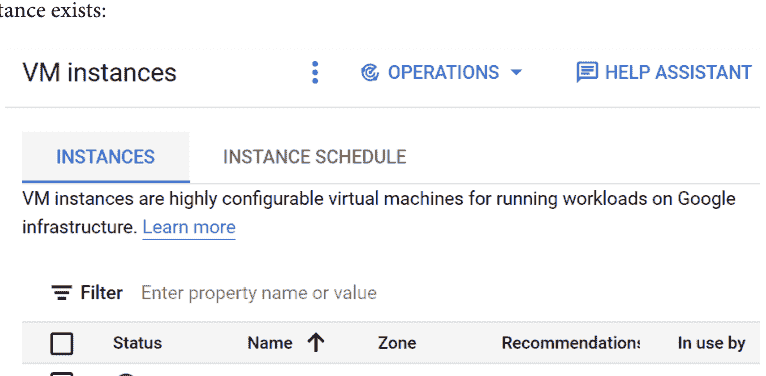 tance exists:
VM instances OPERATIONS HELP ASSISTANT
INSTANCES INSTANCE SCHEDULE
VM instances are highly configurable virtual machines for running workloads on Google
infrastructure. Learn more
Filter Enter property name or value
Status Name Zone Recommendations In use by